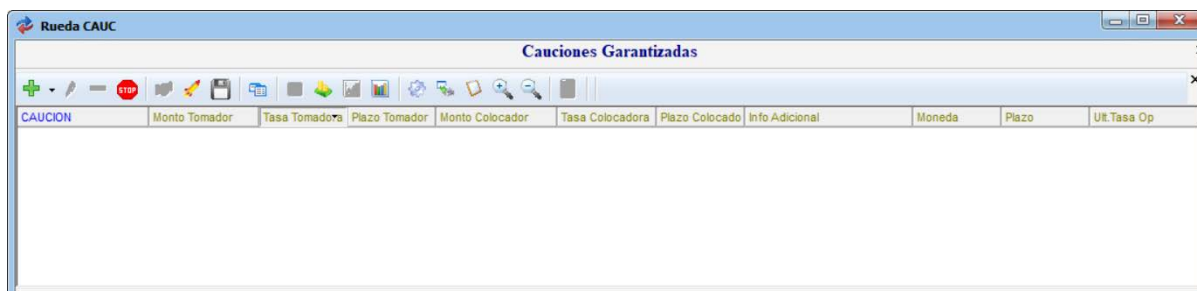 Rueda CAUC
Cauciones Garantizadas
STOP
CAUCION Monto Tomador Tasa Tomadora Plazo Tomador Monto Colocador Tasa Colocadora Plazo Colocado Info Adicional Moneda Plazo Ult.Tasa Op